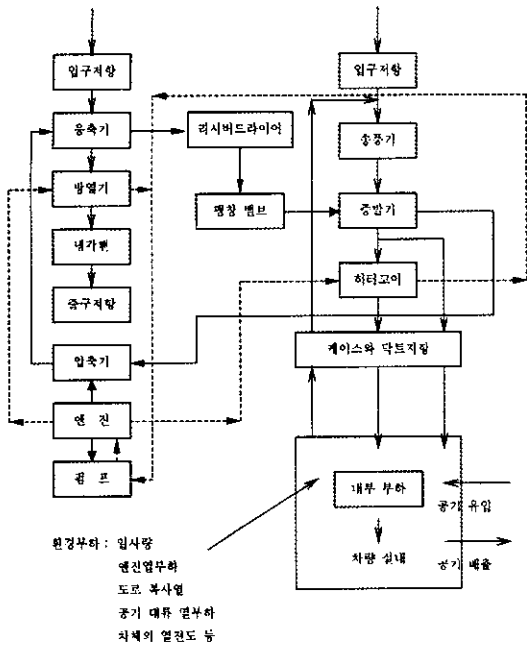 입구저항
입구저항
응축기
리시버드라이어
송풍기
방열기
팽창 밸브
증발기
냉각팬
히터코어
출구저항
압축기
케이스와 닥트저항
엔 진
펌 프
내부 부하
공기 유입
환경부하 : 일사량
차량 실내
공기 배출
엔진열부하
도로 복사열
공기 대류 열부하
차체의 열전도 등